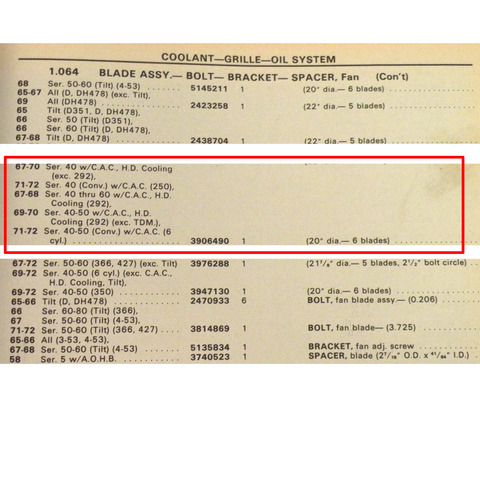 COOLANT—GRILLE—OIL SYSTEM
1.064 BLADE ASSY.— BOLT— BRACKET— SPACER, Fan (Con't)
68 Ser. 50-60 (Tilt) (4-53) . . . . . . . . . 5145211 1 (20" dia.— 6 blades) . . . . . . . . . . . .
65-67 All (D, DH478) (exc. Tilt),
69 All (DH478) . . . . . . . . . . . . . . . . . . . 2423258 1 (22" dia.— 5 blades) . . . . . . . . . . . .
65 Tilt (D351, D, DH478),
66 Ser. 50 (Tilt) (D351),
66 Ser. 60 (Tilt) (D, DH478),
67-68 Tilt (D, DH478) . . . . . . . . . . . . . . . 2438704 1 (22" dia.— 5 blades) . . . . . . . . . . . .
67-70 Ser. 40 w/C.A.C., H.D. Cooling
(exc. 292),
71-72 Ser. 40 (Conv.) w/C.A.C. (250),
67-68 Ser. 40 thru 60 w/C.A.C., H.D.
Cooling (292),
69-70 Ser. 40-50 w/C.A.C., H.D.
Cooling (292) (exc. TDM.),
71-72 Ser. 40-50 (Conv.) w/C.A.C. (6
cyl.) . . . . . . . . . . . . . . . . . . . . . . . . 3906490 1 (20" dia.— 6 blades) . . . . . . . . . . . .
67-72 Ser. 50-60 (366, 427) (exc. Tilt) 3976288 1 (21⁷/₈" dia.— 5 blades, 2¹/₂" bolt circle) . .
69-72 Ser. 40-50 (6 cyl.) (exc. C.A.C.,
H.D. Cooling, Tilt),
69-72 Ser. 40-50 (350) . . . . . . . . . . . . 3947130 1 (20" dia.— 6 blades) . . . . . . . . . . . .
65-66 Tilt (D, DH478) . . . . . . . . . . . . . . . 2470933 6 BOLT, fan blade assy.— (0.206) . . . . . . . .
66 Ser. 60-80 (Tilt) (366),
67 Ser. 50-60 (Tilt) (4-53),
71-72 Ser. 50-60 (Tilt) (366, 427) . . . . 3814869 1 BOLT, fan blade— (3.725) . . . . . . . . . .
65-66 All (3-53, 4-53),
67-68 Ser. 50-60 (Tilt) (4-53) . . . . . . . 5135834 1 BRACKET, fan adj. screw . . . . . . . . . .
58 Ser. 5 w/A.O.H.B. . . . . . . . . . . . . 3740523 1 SPACER, blade (2⁷/₁₆" O.D. x ⁴¹/₆₄" I.D.) . .